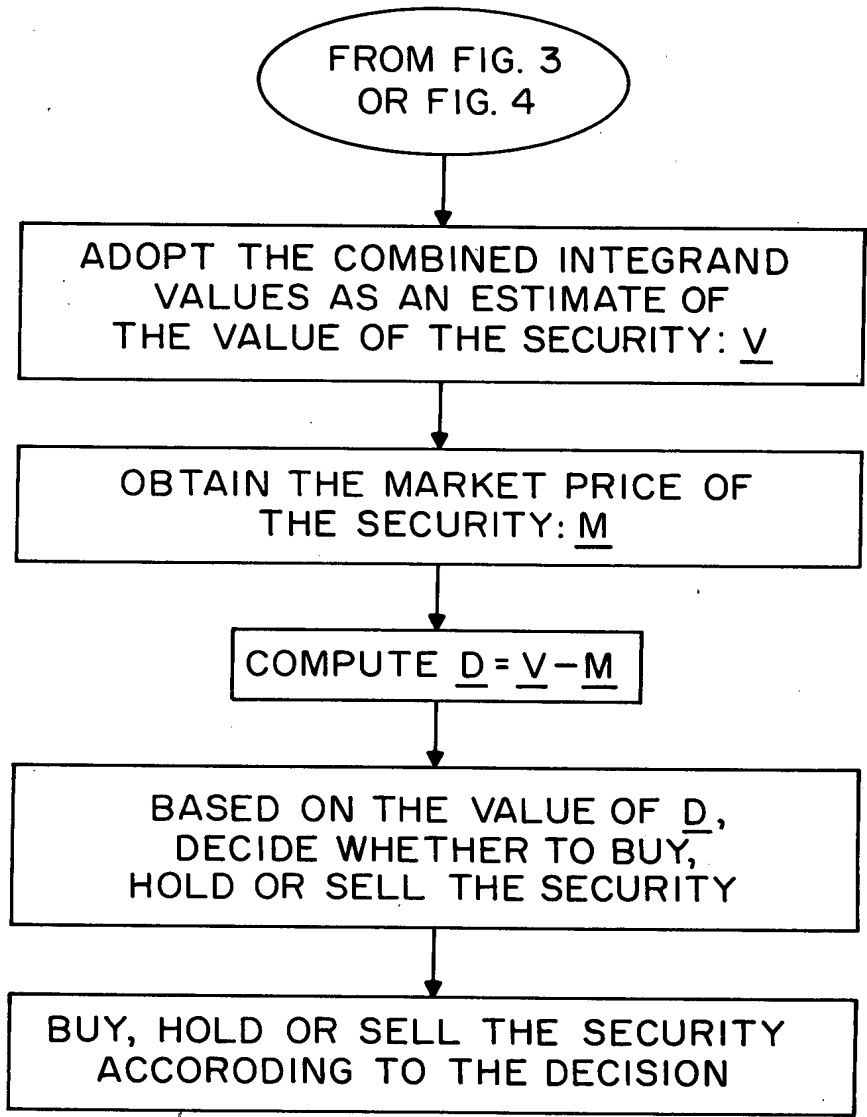 FROM FIG. 3
OR FIG. 4
ADOPT THE COMBINED INTEGRAND
VALUES AS AN ESTIMATE OF
THE VALUE OF THE SECURITY: V
OBTAIN THE MARKET PRICE OF
THE SECURITY: M
COMPUTE D = V - M
BASED ON THE VALUE OF D,
DECIDE WHETHER TO BUY,
HOLD OR SELL THE SECURITY
BUY, HOLD OR SELL THE SECURITY
ACCORODING TO THE DECISION